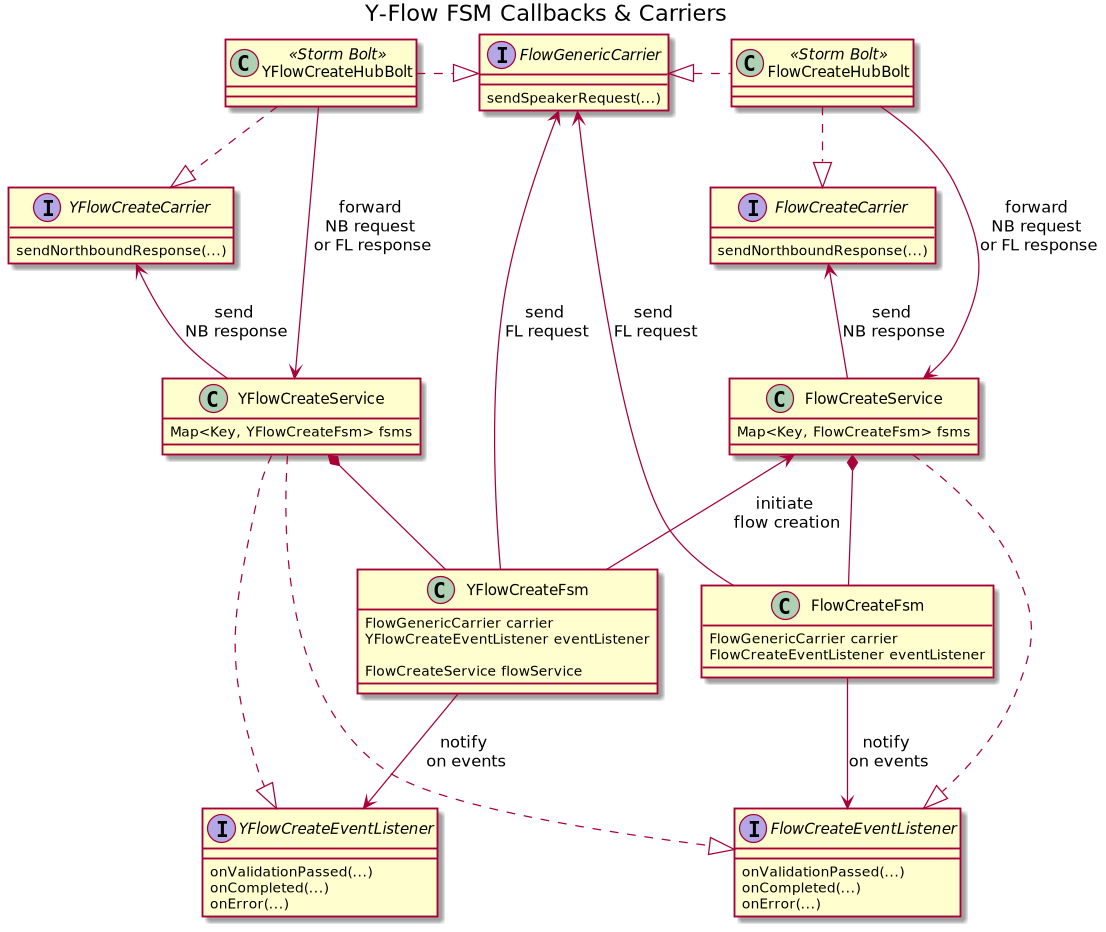 Y-Flow FSM Callbacks & Carriers
C
«Storm Bolt»
YFlowCreateHubBolt
I
FlowGenericCarrier
sendSpeakerRequest(...)
C
«Storm Bolt»
FlowCreateHubBolt
I
YFlowCreateCarrier
sendNorthboundResponse(...)
forward
NB request
or FL response
I
FlowCreateCarrier
sendNorthboundResponse(...)
forward
NB request
or FL response
send
NB response
send
FL request
send
FL request
send
NB response
C
YFlowCreateService
Map<Key, YFlowCreateFsm> fsms
C
FlowCreateService
Map<Key, FlowCreateFsm> fsms
initiate
flow creation
C
YFlowCreateFsm
FlowGenericCarrier carrier
YFlowCreateEventListener eventListener
FlowCreateService flowService
C
FlowCreateFsm
FlowGenericCarrier carrier
FlowCreateEventListener eventListener
notify
on events
notify
on events
I
YFlowCreateEventListener
onValidationPassed(...)
onCompleted(...)
onError(...)
I
FlowCreateEventListener
onValidationPassed(...)
onCompleted(...)
onError(...)